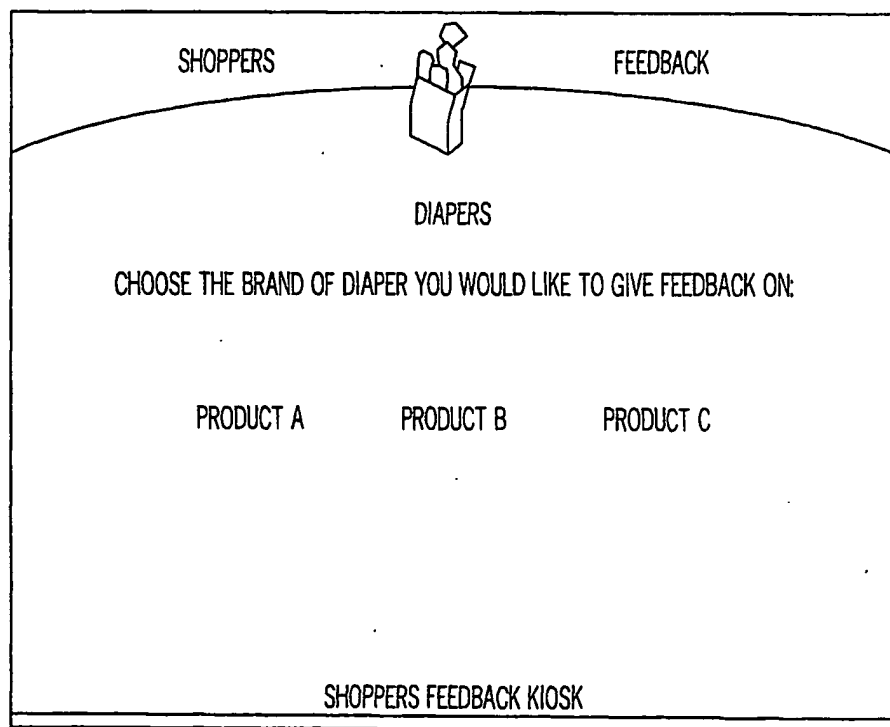 SHOPPERS FEEDBACK
DIAPERS
CHOOSE THE BRAND OF DIAPER YOU WOULD LIKE TO GIVE FEEDBACK ON:
PRODUCT A PRODUCT B PRODUCT C
SHOPPERS FEEDBACK KIOSK